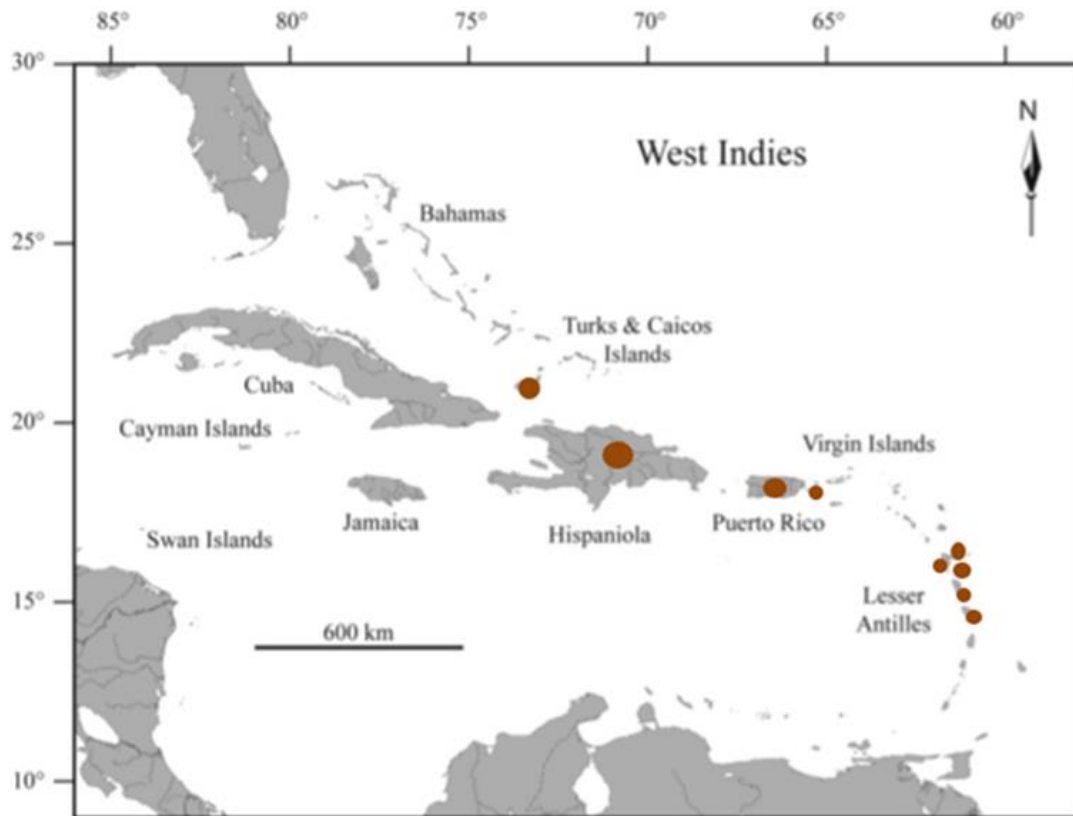 85° 80° 75° 70° 65° 60°
30°
N
West Indies
Bahamas
25°
Turks & Caicos
Islands
Cuba
20°
Cayman Islands
Virgin Islands
Jamaica
Hispaniola
Puerto Rico
Swan Islands
15°
Lesser
Antilles
600 km
10°